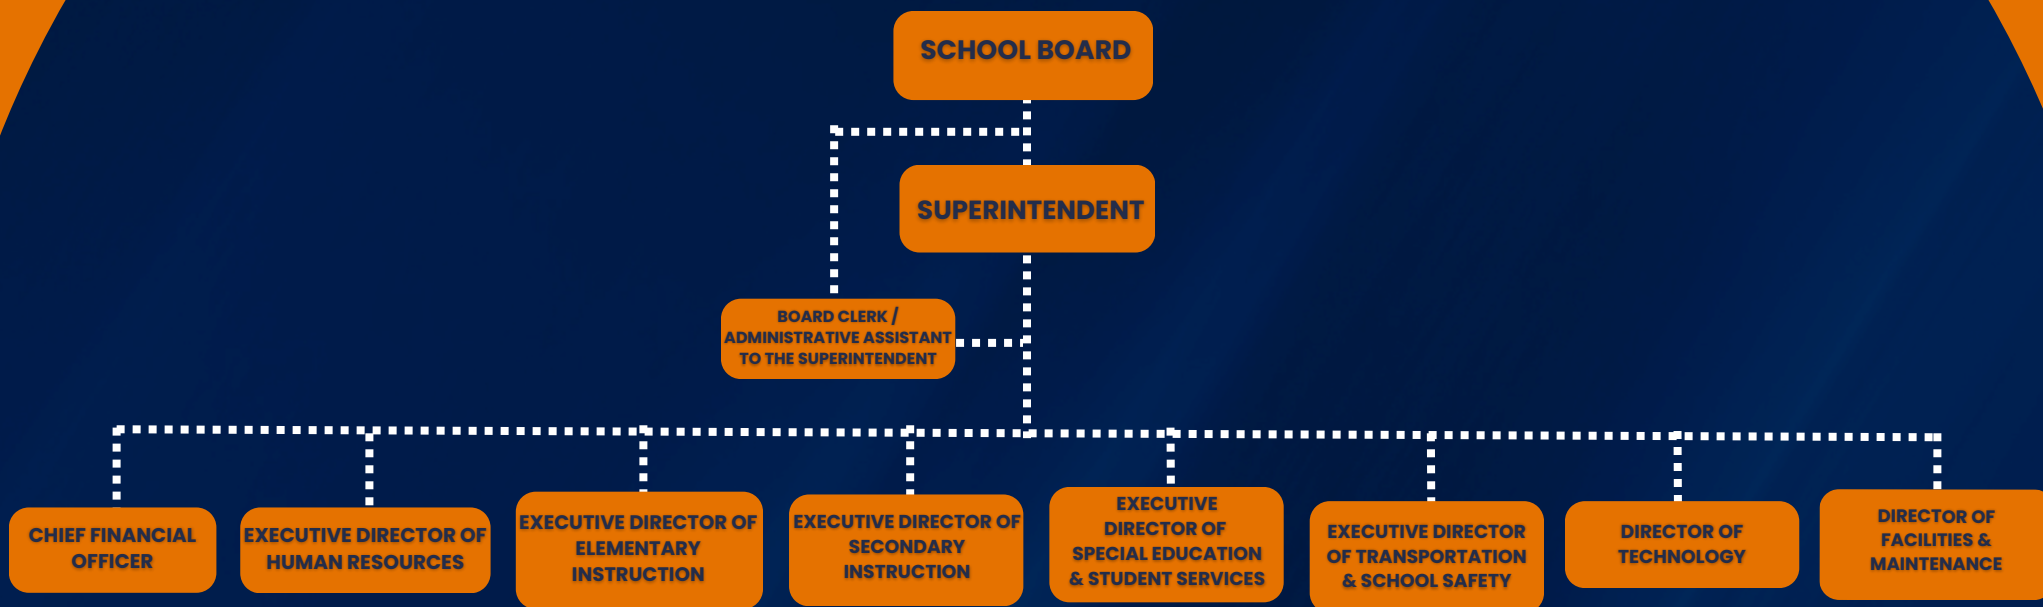 SCHOOL BOARD
SUPERINTENDENT
BOARD CLERK /
ADMINISTRATIVE ASSISTANT
TO THE SUPERINTENDENT
CHIEF FINANCIAL
OFFICER
EXECUTIVE DIRECTOR OF
HUMAN RESOURCES
EXECUTIVE DIRECTOR OF
ELEMENTARY
INSTRUCTION
EXECUTIVE DIRECTOR OF
SECONDARY
INSTRUCTION
EXECUTIVE
DIRECTOR OF
SPECIAL EDUCATION
& STUDENT SERVICES
EXECUTIVE DIRECTOR
OF TRANSPORTATION
& SCHOOL SAFETY
DIRECTOR OF
TECHNOLOGY
DIRECTOR OF
FACILITIES &
MAINTENANCE